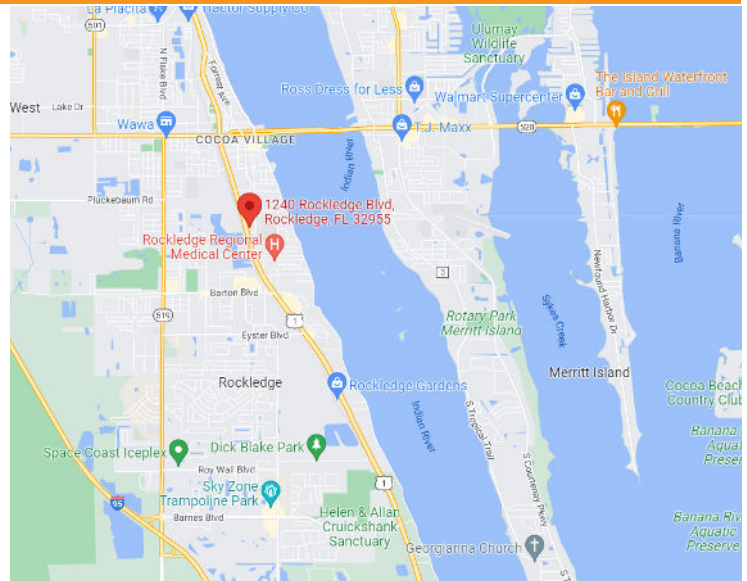 La Placita
Tractor Supply Co
501
N Fiske Blvd
Forrest Ave
Ulumay
Wildlife
Sanctuary
Ross Dress for Less
Walmart Supercenter
The Island Waterfront
Bar and Grill
West
Lake Dr
Wawa
T.J. Maxx
520
COCOA VILLAGE
Indian River
Pluckebaum Rd
1240 Rockledge Blvd,
Rockledge, FL 32955
Banana River
Rockledge Regional
Medical Center
H
3
Newfound Harbor Dr
Barton Blvd
519
1
Rotary Park
Merritt Island
Sykes Creek
Eyster Blvd
Rockledge
Rockledge Gardens
Merritt Island
Cocoa Beach
Country Club
Indian River
S Tropical Trail
Banana R
Aquat
Preser
Space Coast Iceplex
Dick Blake Park
Roy Wall Blvd
S Courtenay Pkwy
Sky Zone
Trampoline Park
1
95
Barnes Blvd
Helen & Allan
Cruickshank
Sanctuary
Banana Riv
Aquatic
Preserve
Georgianna Church
S T